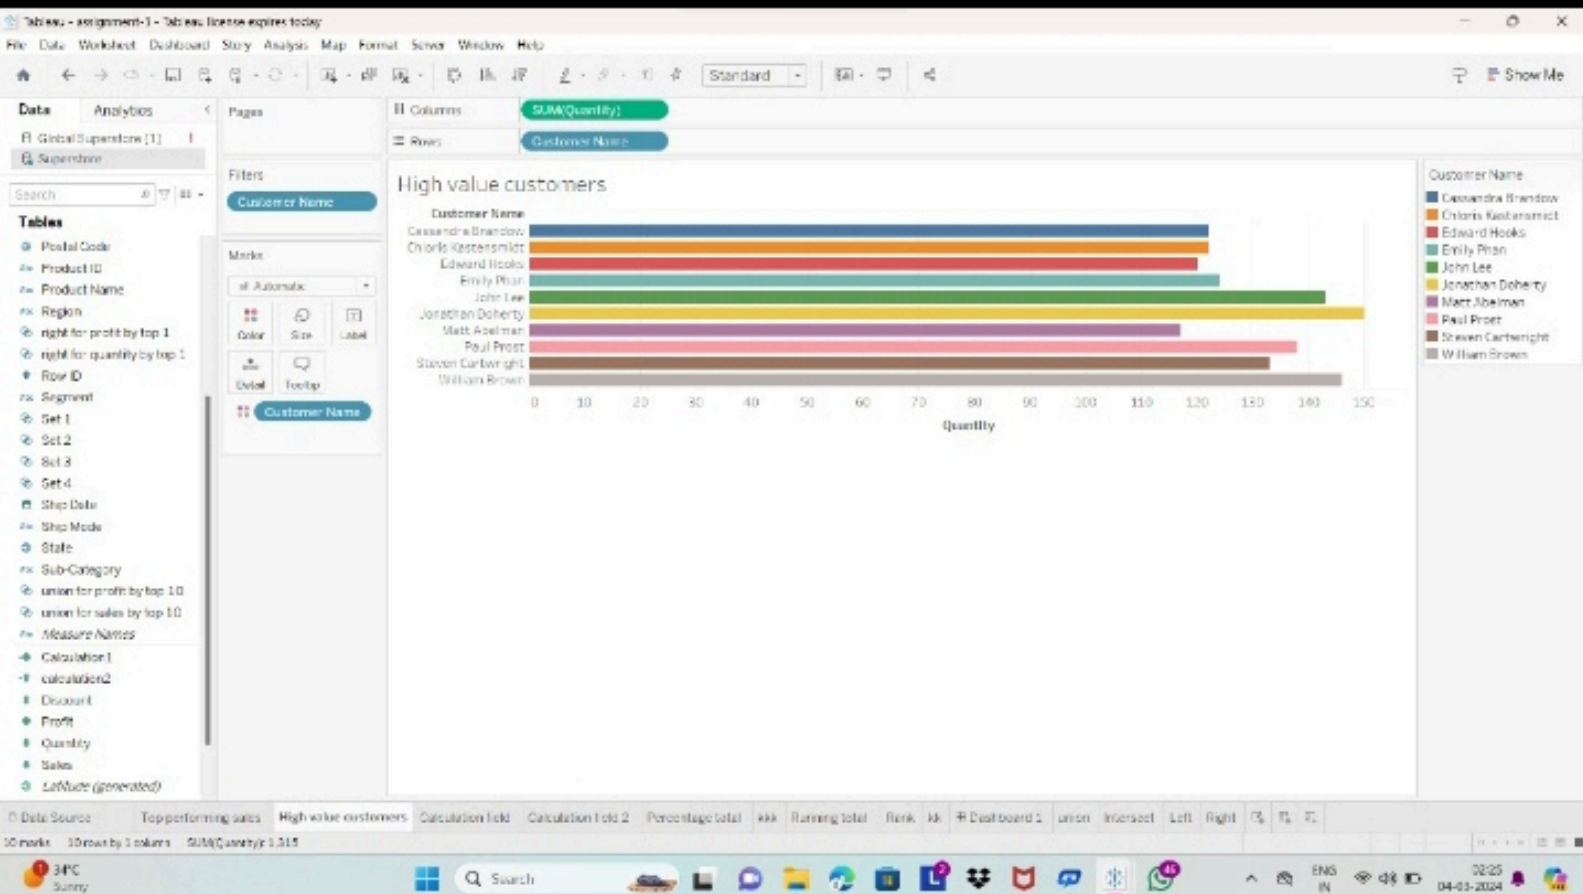 Tableau - assignment-1 - Tableau license expires today
File Data Worksheet Dashboard Story Analysis Map Format Server Window Help
Standard
Show Me
Data Analytics
Global Superstore (1)
Superstore
Search
Tables
Postal Code
Product ID
Product Name
Region
right for profit by top 1
right for quantity by top 1
Row ID
Segment
Set 1
Set 2
Set 3
Set 4
Ship Date
Ship Mode
State
Sub-Category
union for profit by top 10
union for sales by top 10
Measure Names
Calculation1
calculation2
Discount
Profit
Quantity
Sales
Latitude (generated)
Pages
Filters
Customer Name
Marks
Automatic
Color Size Label
Detail Tooltip
Customer Name
Columns SUM(Quantity)
Rows Customer Name
High value customers
Customer Name
Cassandra Brandow
Chloris Kastensmidt
Edward Hooks
Emily Phan
John Lee
Jonathan Doherty
Matt Abelman
Paul Prost
Steven Cartwright
William Brown
0 10 20 30 40 50 60 70 80 90 100 110 120 130 140 150
Quantity
Customer Name
Cassandra Brandow
Chloris Kastensmidt
Edward Hooks
Emily Phan
John Lee
Jonathan Doherty
Matt Abelman
Paul Prost
Steven Cartwright
William Brown
Data Source Top performing sales High value customers Calculation field Calculation field 2 Percentage total kkk Running total Rank kk Dashboard 1 union Intersect Left Right
10 marks 10 rows by 1 column SUM(Quantity): 1,315
1
34°C
Sunny
Search
2
ENG
IN
02:25
04-03-2024